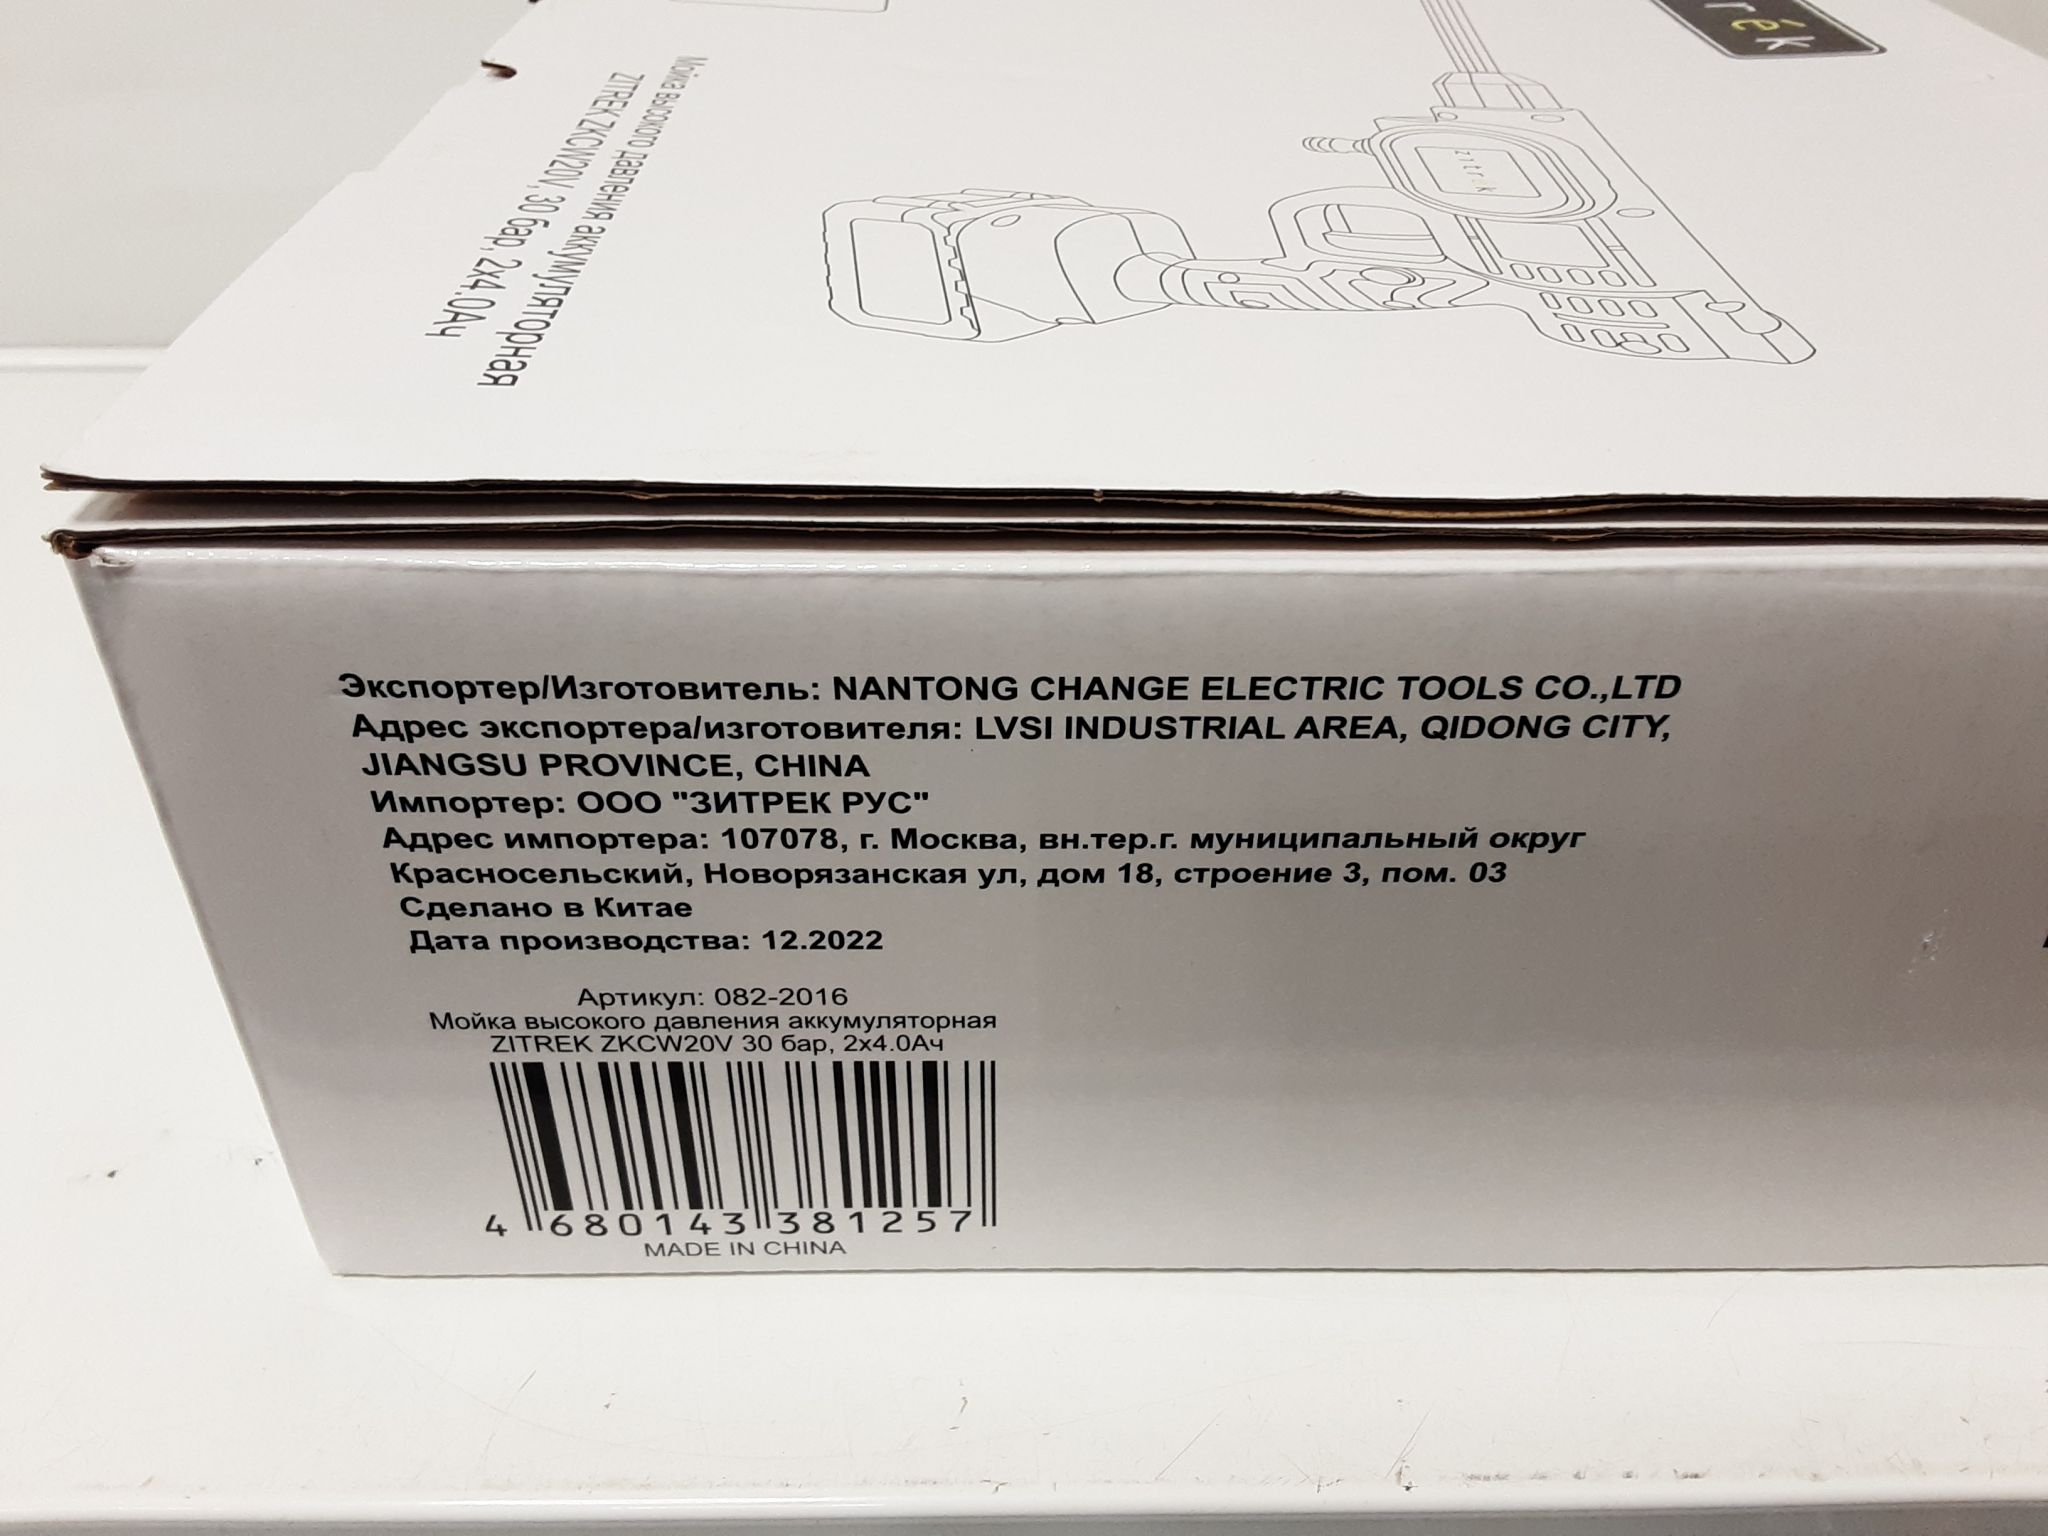 rék
Мойка высокого давления аккумуляторная
ZITREK ZKCW20V, 30 бар, 2x4.0Ач
zitrek
Экспортер/Изготовитель: NANTONG CHANGE ELECTRIC TOOLS CO.,LTD
Адрес экспортера/изготовителя: LVSI INDUSTRIAL AREA, QIDONG CITY,
JIANGSU PROVINCE, CHINA
Импортер: ООО "ЗИТРЕК РУС"
Адрес импортера: 107078, г. Москва, вн.тер.г. муниципальный округ
Красносельский, Новорязанская ул, дом 18, строение 3, пом. 03
Сделано в Китае
Дата производства: 12.2022
Артикул: 082-2016
Мойка высокого давления аккумуляторная
ZITREK ZKCW20V 30 бар, 2x4.0Ач
4 680143 381257
MADE IN CHINA